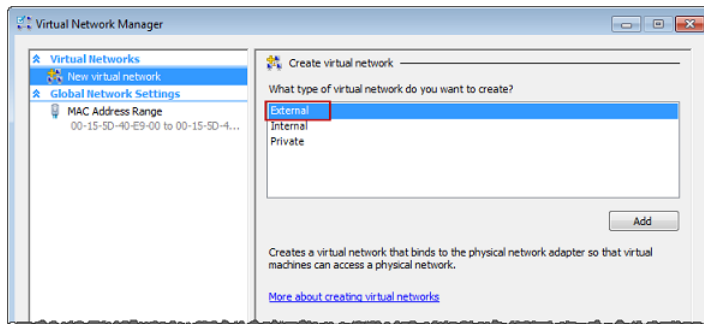 Virtual Network Manager
Virtual Networks
New virtual network
Global Network Settings
MAC Address Range
00-15-5D-40-E9-00 to 00-15-5D-4...
Create virtual network
What type of virtual network do you want to create?
External
Internal
Private
Add
Creates a virtual network that binds to the physical network adapter so that virtual
machines can access a physical network.
More about creating virtual networks